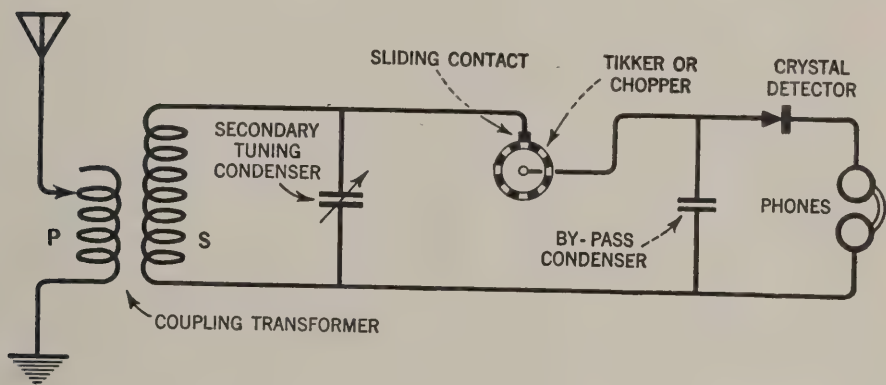 SLIDING CONTACT
TIKKER OR
CHOPPER
CRYSTAL
DETECTOR
SECONDARY
TUNING
CONDENSER
P
S
BY-PASS
CONDENSER
PHONES
COUPLING TRANSFORMER